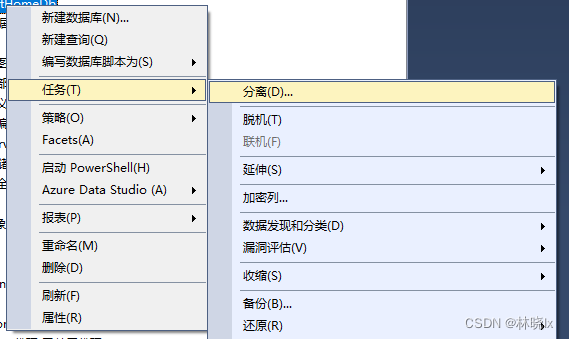 tHomeDb
新建数据库(N)...
新建查询(Q)
编写数据库脚本为(S)
任务(T)
策略(O)
Facets(A)
启动 PowerShell(H)
Azure Data Studio (A)
报表(P)
重命名(M)
删除(D)
刷新(F)
属性(R)
分离(D)...
脱机(T)
联机(F)
延伸(S)
加密列...
数据发现和分类(D)
漏洞评估(V)
收缩(S)
备份(B)...
还原(R)
CSDN @林晓lx